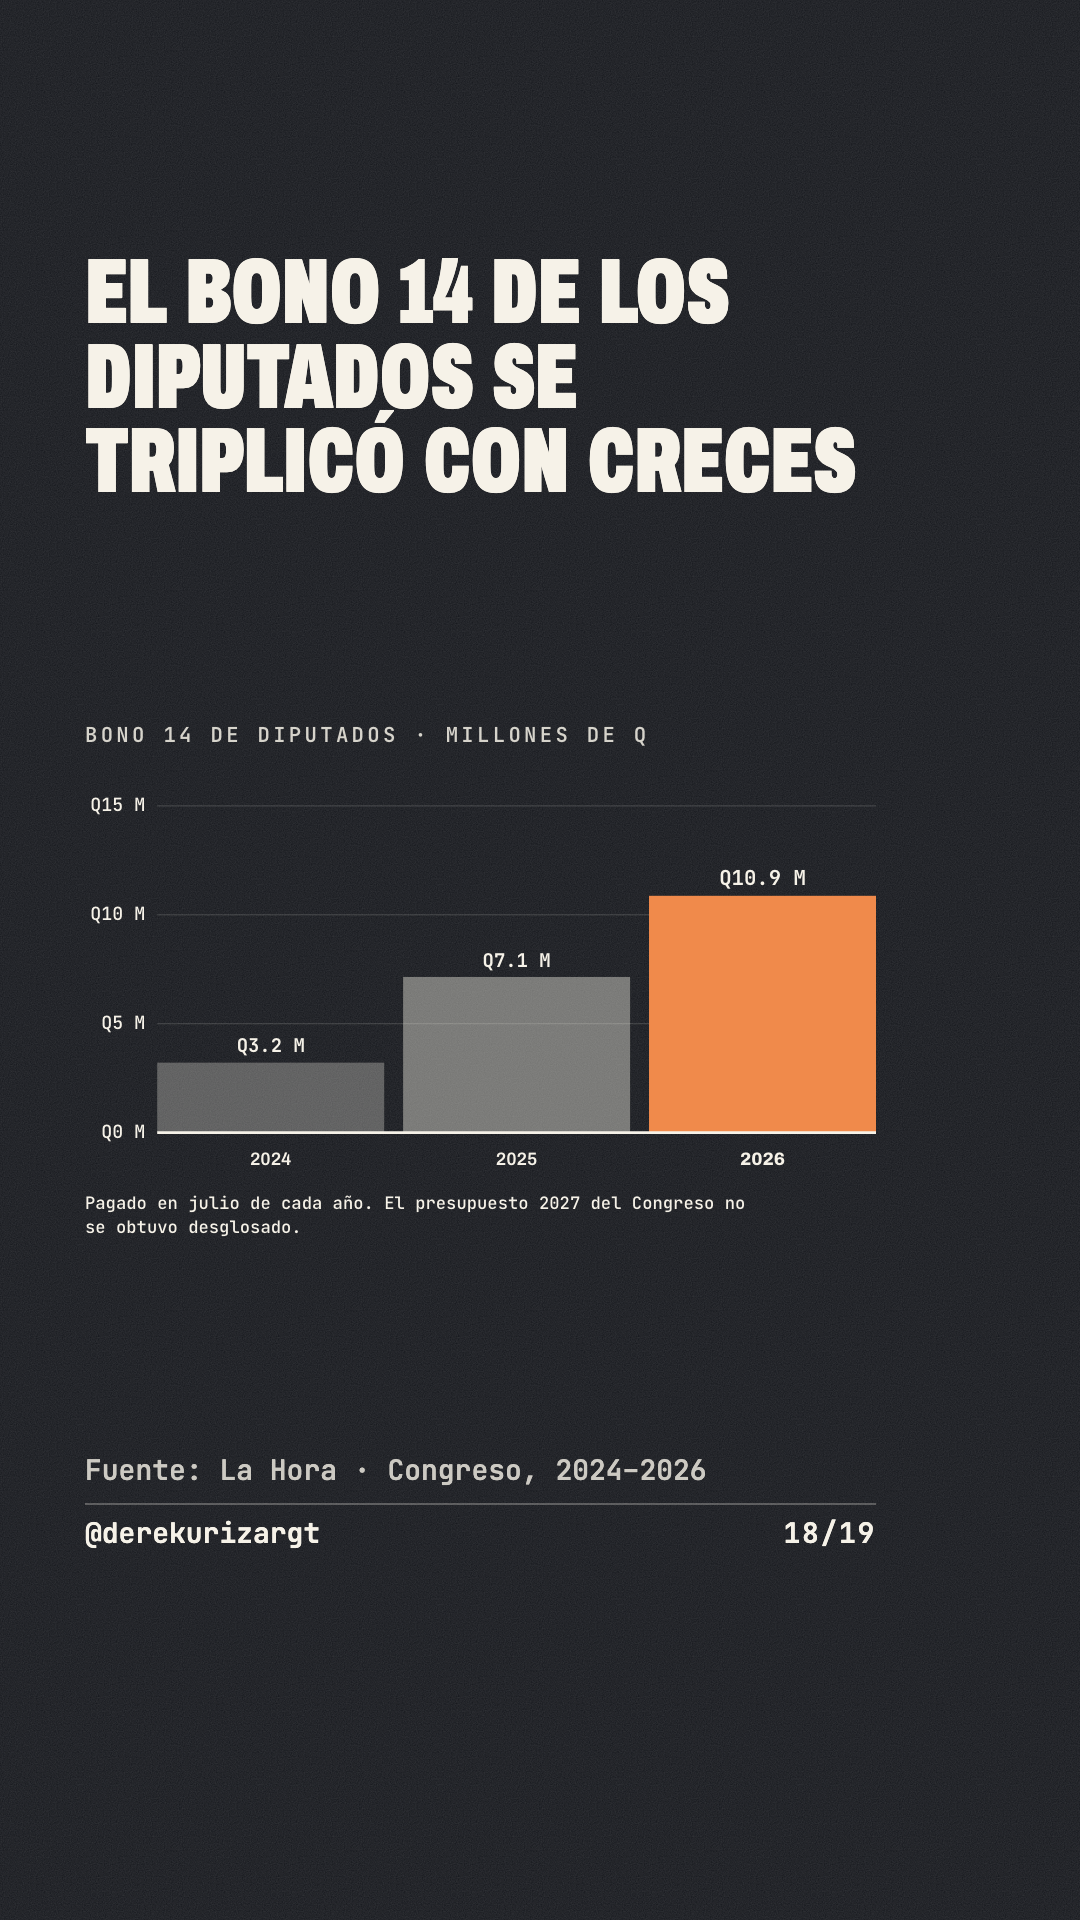 EL BONO 14 DE LOS
DIPUTADOS SE
TRIPLICÓ CON CRECES
BONO 14 DE DIPUTADOS · MILLONES DE Q
Q15 M
Q10 M
Q5 M
Q0 M
Q3.2 M
Q7.1 M
Q10.9 M
2024
2025
2026
Pagado en julio de cada año. El presupuesto 2027 del Congreso no
se obtuvo desglosado.
Fuente: La Hora · Congreso, 2024–2026
@derekurizargt
18/19